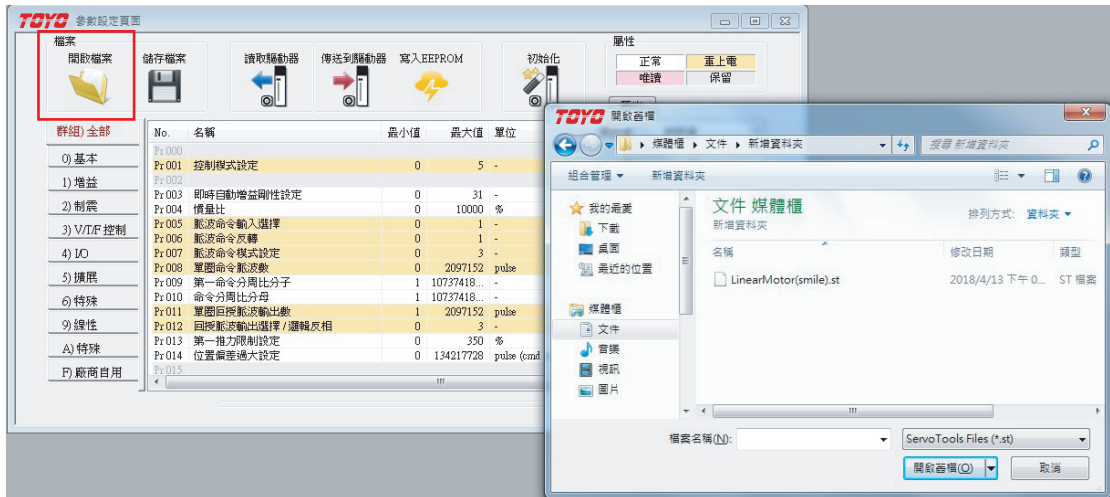 TOYO 參數設定頁面
檔案
開啟檔案 儲存檔案 讀取驅動器 傳送到驅動器 寫入EEPROM 初始化
屬性
正常 重上電
唯讀 保留
群組) 全部
0) 基本
1) 增益
2) 制震
3) V/T/F 控制
4) I/O
5) 擴展
6) 特殊
9) 線性
A) 特殊
F) 廠商自用
No. 名稱 最小值 最大值 單位
Pr 000
Pr 001 控制模式設定 0 5 -
Pr 002
Pr 003 即時自動增益剛性設定 0 31 -
Pr 004 慣量比 0 10000 %
Pr 005 脈波命令輸入選擇 0 1 -
Pr 006 脈波命令反轉 0 1 -
Pr 007 脈波命令模式設定 0 3 -
Pr 008 單圈命令脈波數 0 2097152 pulse
Pr 009 第一命令分周比分子 1 10737418... -
Pr 010 命令分周比分母 1 10737418... -
Pr 011 單圈回授脈波輸出數 1 2097152 pulse
Pr 012 回授脈波輸出選擇 / 邏輯反相 0 3 -
Pr 013 第一推力限制設定 0 350 %
Pr 014 位置偏差過大設定 0 134217728 pulse (cmd
Pr 015
TOYO 開啟舊檔
媒體櫃 ▸ 文件 ▸ 新增資料夾
搜尋 新增資料夾
組合管理 新增資料夾
我的最愛
下載
桌面
最近的位置
媒體櫃
文件
音樂
視訊
圖片
文件 媒體櫃
新增資料夾
排列方式: 資料夾
名稱 修改日期 類型
LinearMotor(smile).st 2018/4/13 下午 0... ST 檔案
檔案名稱(N):
ServoTools Files (*.st)
開啟舊檔(O) 取消